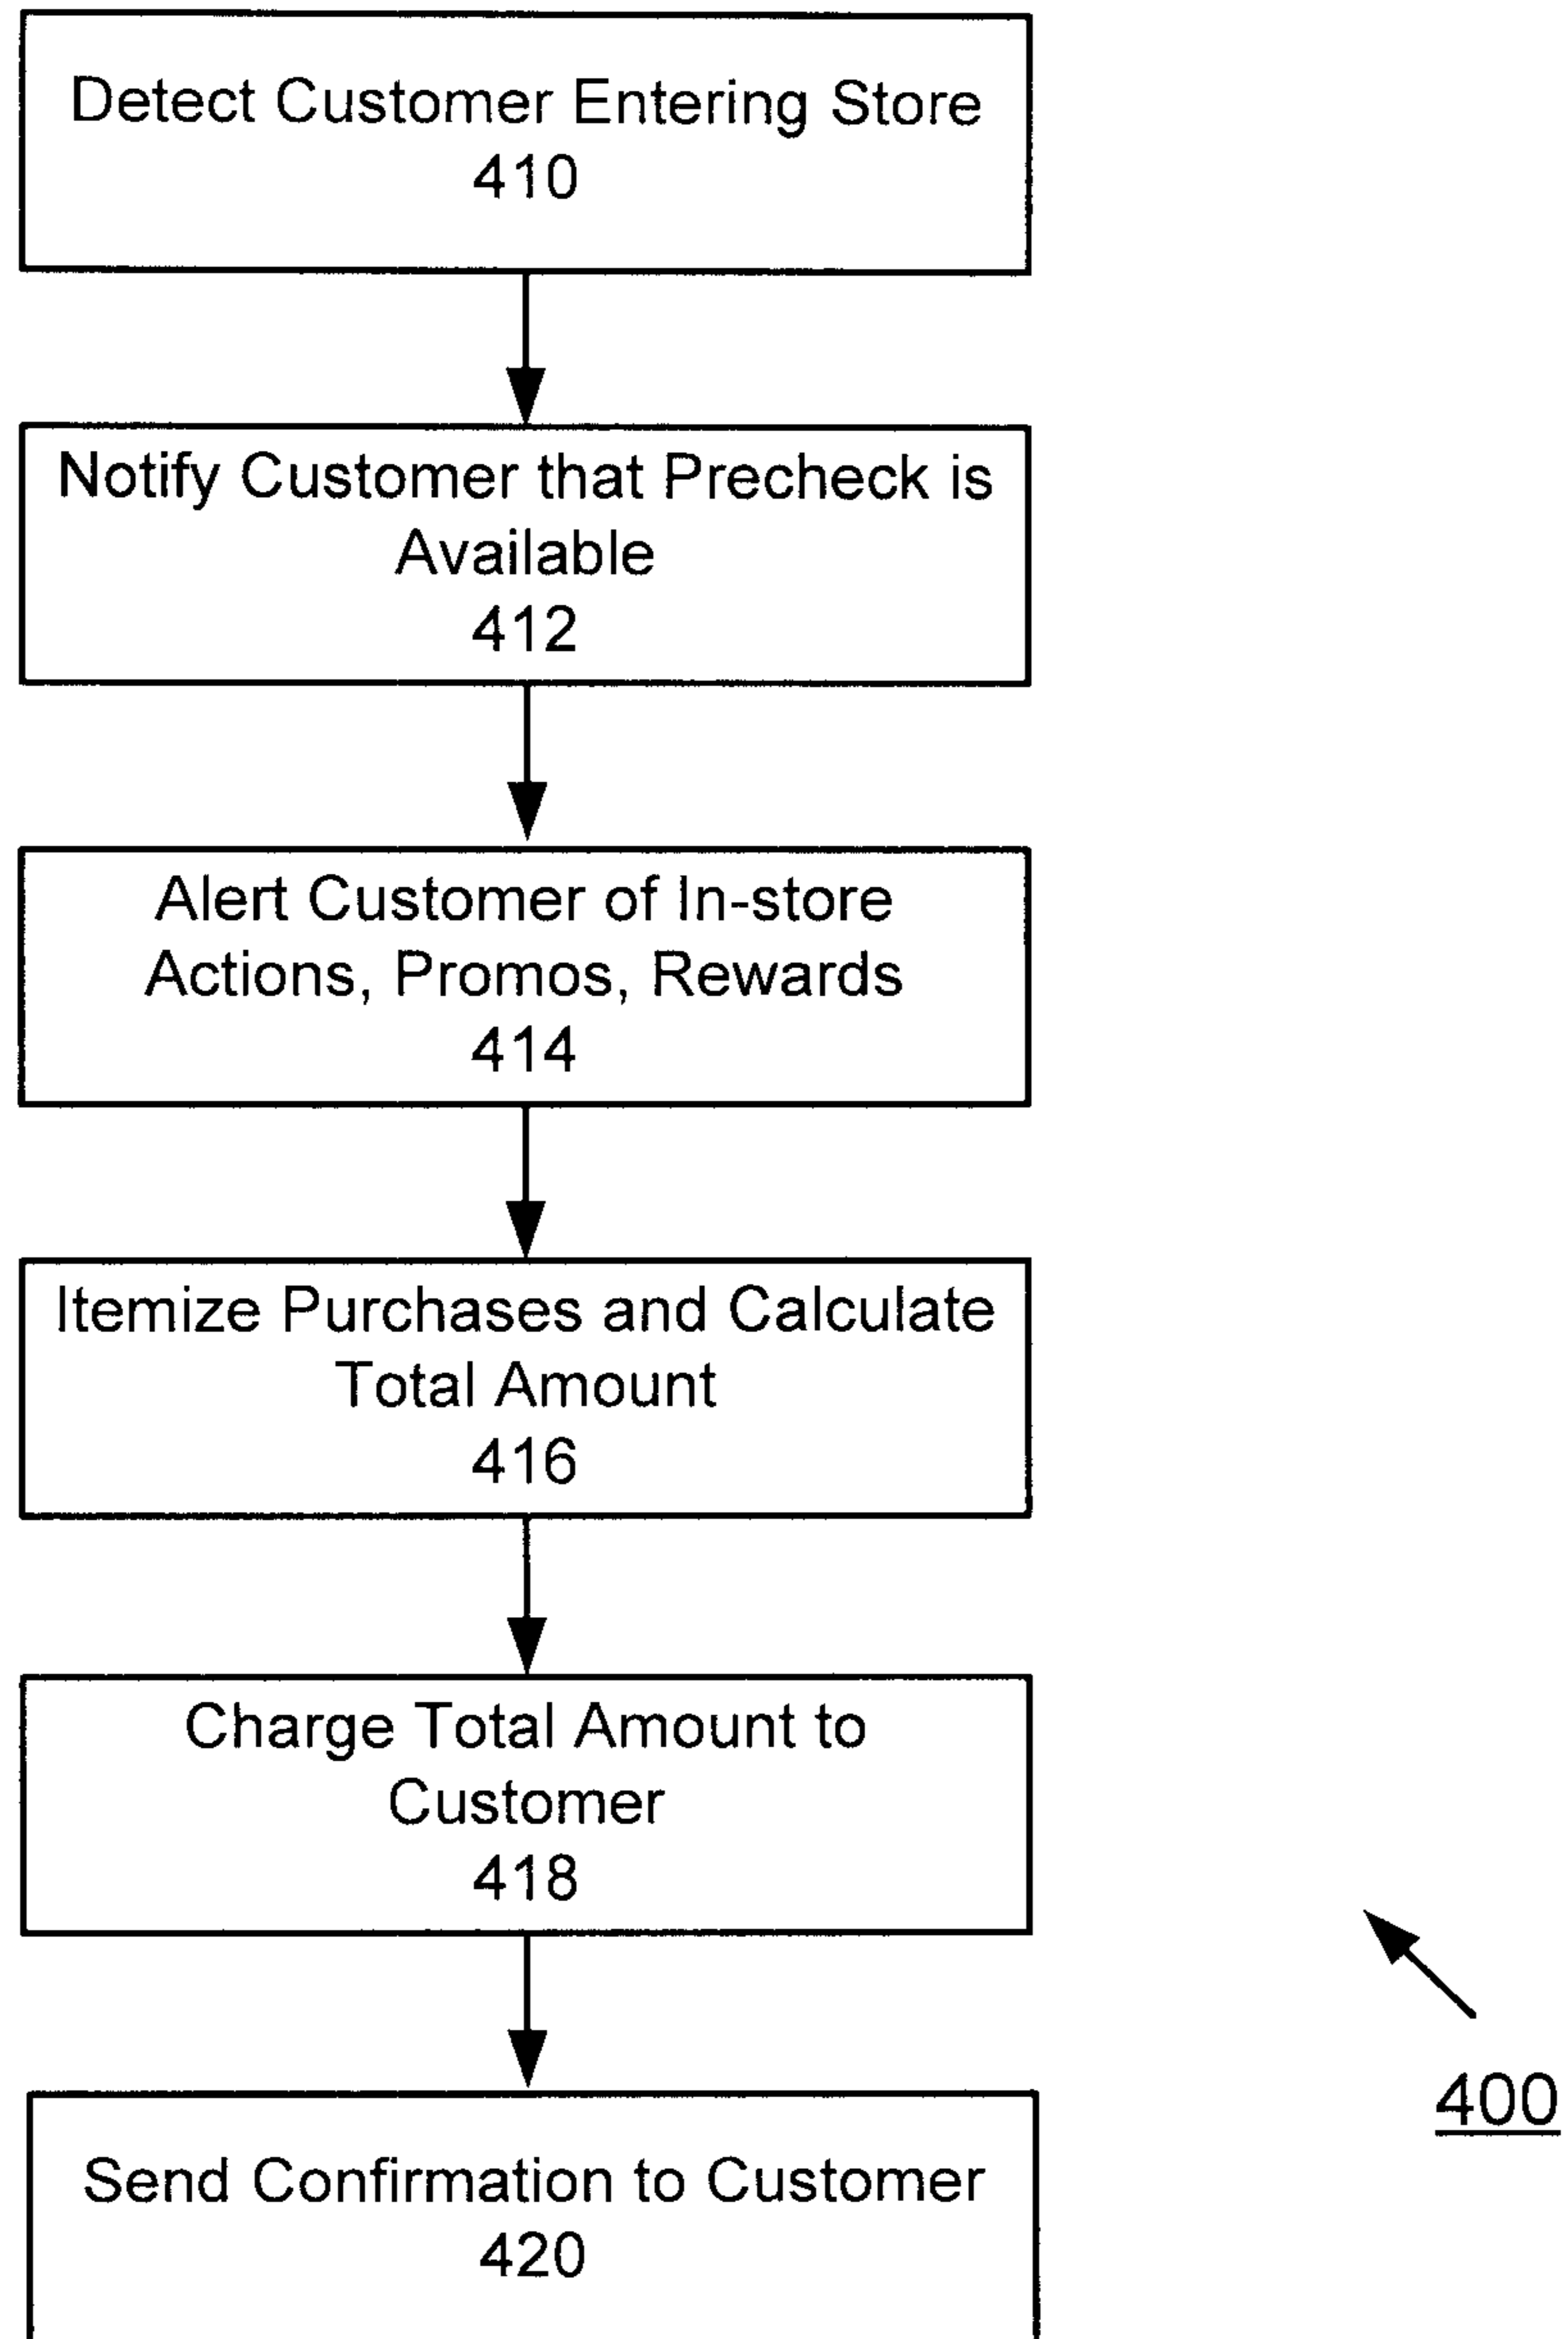 Detect Customer Entering Store
410
Notify Customer that Precheck is
Available
412
Alert Customer of In-store
Actions, Promos, Rewards
414
Itemize Purchases and Calculate
Total Amount
416
Charge Total Amount to
Customer
418
400
Send Confirmation to Customer
420